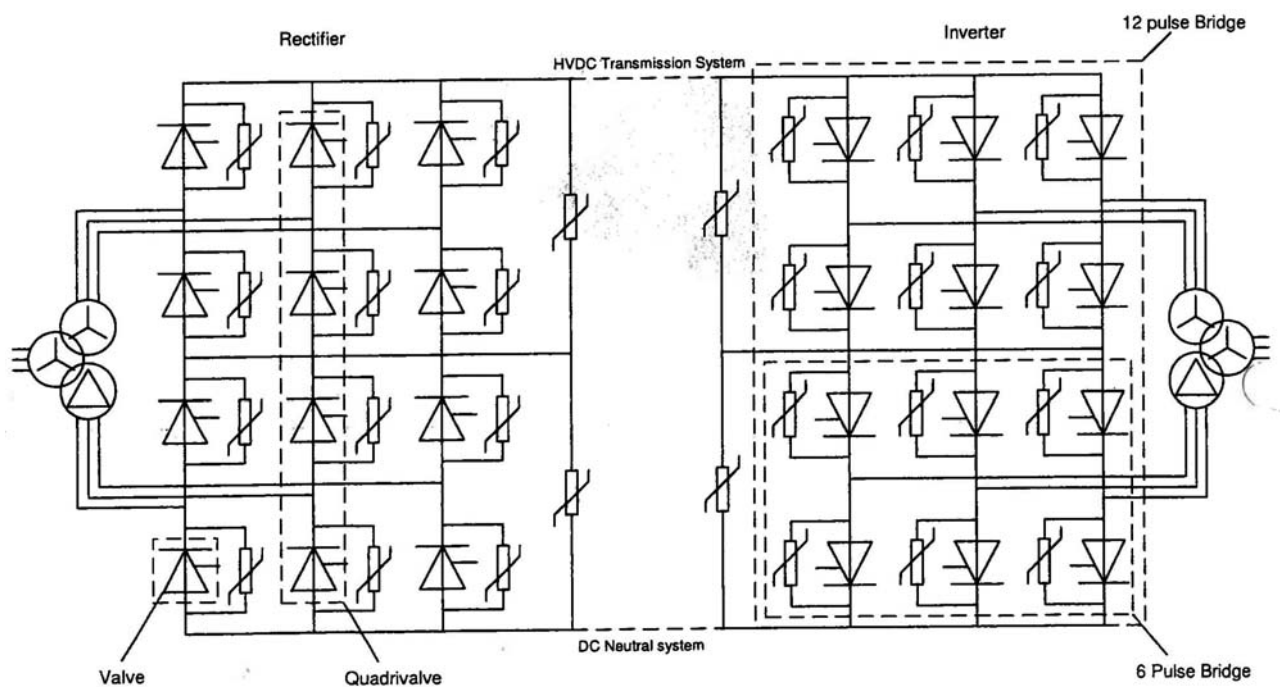 12 pulse Bridge
Rectifier
Inverter
HVDC Transmission System
DC Neutral system
Valve
Quadrivalve
6 Pulse Bridge